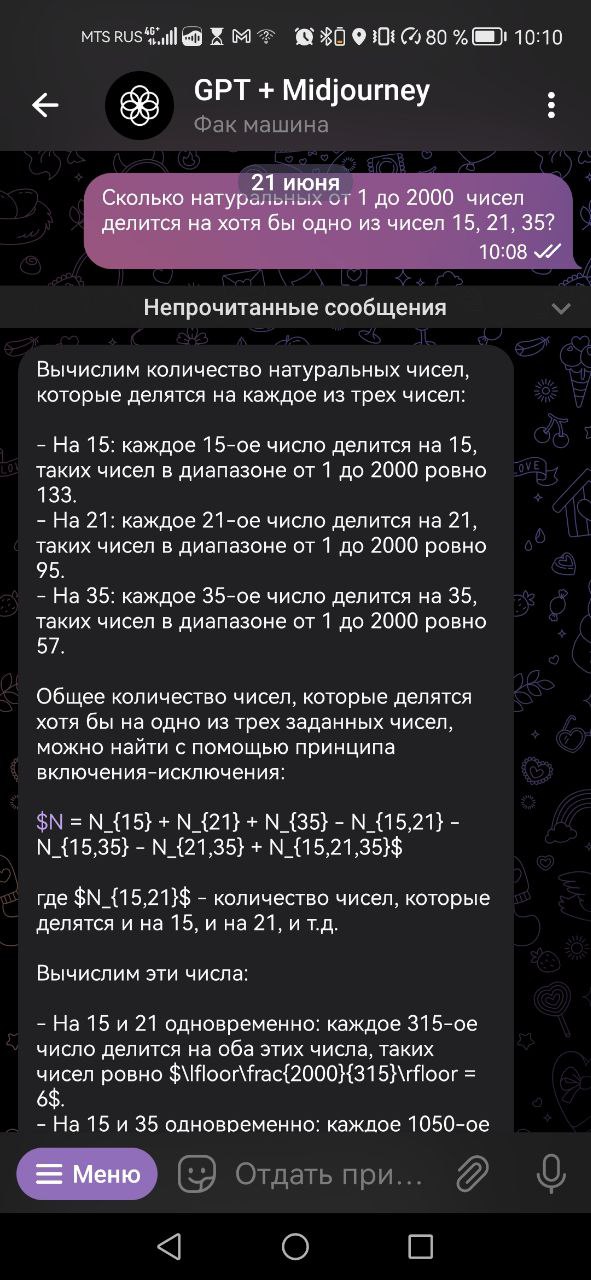 MTS RUS 4G+ 80 % 10:10
GPT + Midjourney
Фак машина
21 июня
Сколько натуральных от 1 до 2000 чисел
делится на хотя бы одно из чисел 15, 21, 35?
10:08
Непрочитанные сообщения
Вычислим количество натуральных чисел,
которые делятся на каждое из трех чисел:
- На 15: каждое 15-ое число делится на 15,
таких чисел в диапазоне от 1 до 2000 ровно
133.
- На 21: каждое 21-ое число делится на 21,
таких чисел в диапазоне от 1 до 2000 ровно
95.
- На 35: каждое 35-ое число делится на 35,
таких чисел в диапазоне от 1 до 2000 ровно
57.
Общее количество чисел, которые делятся
хотя бы на одно из трех заданных чисел,
можно найти с помощью принципа
включения-исключения:
$N = N_{15} + N_{21} + N_{35} - N_{15,21} -
N_{15,35} - N_{21,35} + N_{15,21,35}$
где $N_{15,21}$ - количество чисел, которые
делятся и на 15, и на 21, и т.д.
Вычислим эти числа:
- На 15 и 21 одновременно: каждое 315-ое
число делится на оба этих числа, таких
чисел ровно $\lfloor\frac{2000}{315}\rfloor =
6$.
- На 15 и 35 одновременно: каждое 1050-ое
Меню
Отдать при...